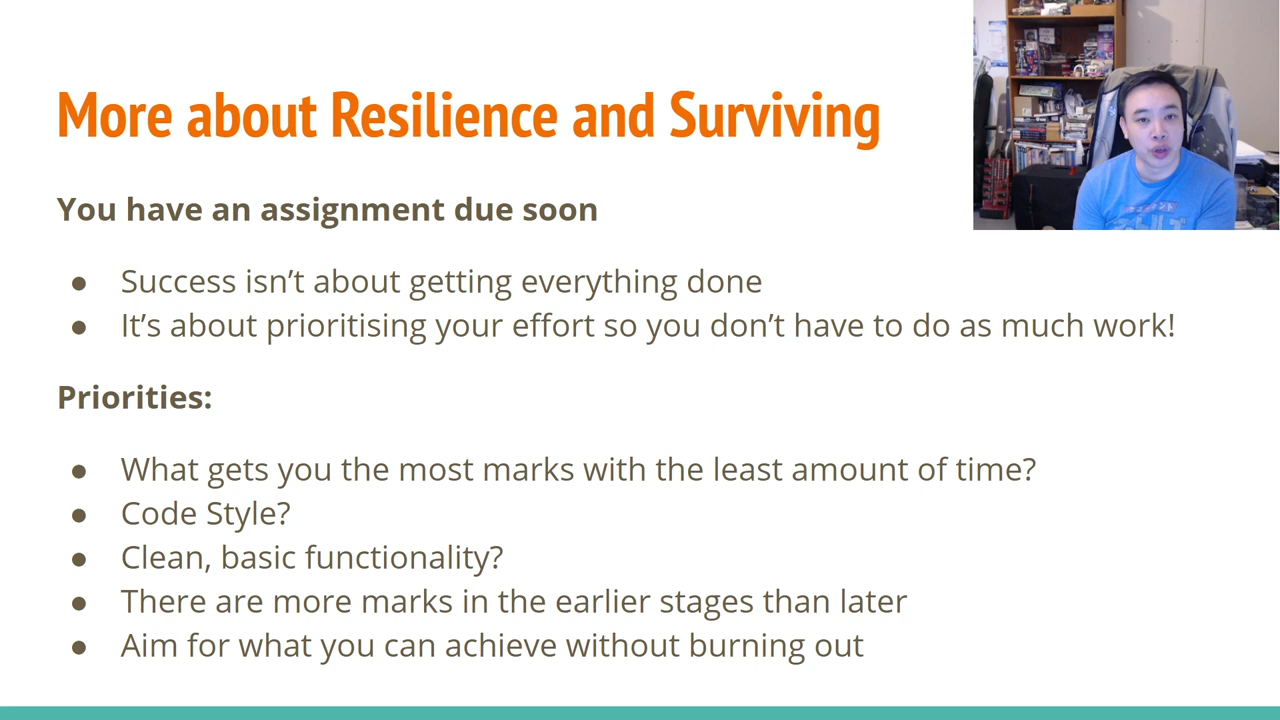 More about Resilience and Surviving
You have an assignment due soon
● Success isn’t about getting everything done
● It’s about prioritising your effort so you don’t have to do as much work!
Priorities:
● What gets you the most marks with the least amount of time?
● Code Style?
● Clean, basic functionality?
● There are more marks in the earlier stages than later
● Aim for what you can achieve without burning out